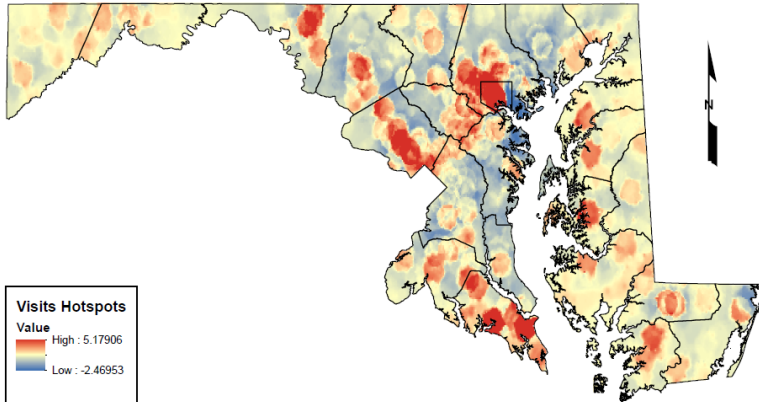 N
Visits Hotspots
Value
High : 5.17906
Low : -2.46953